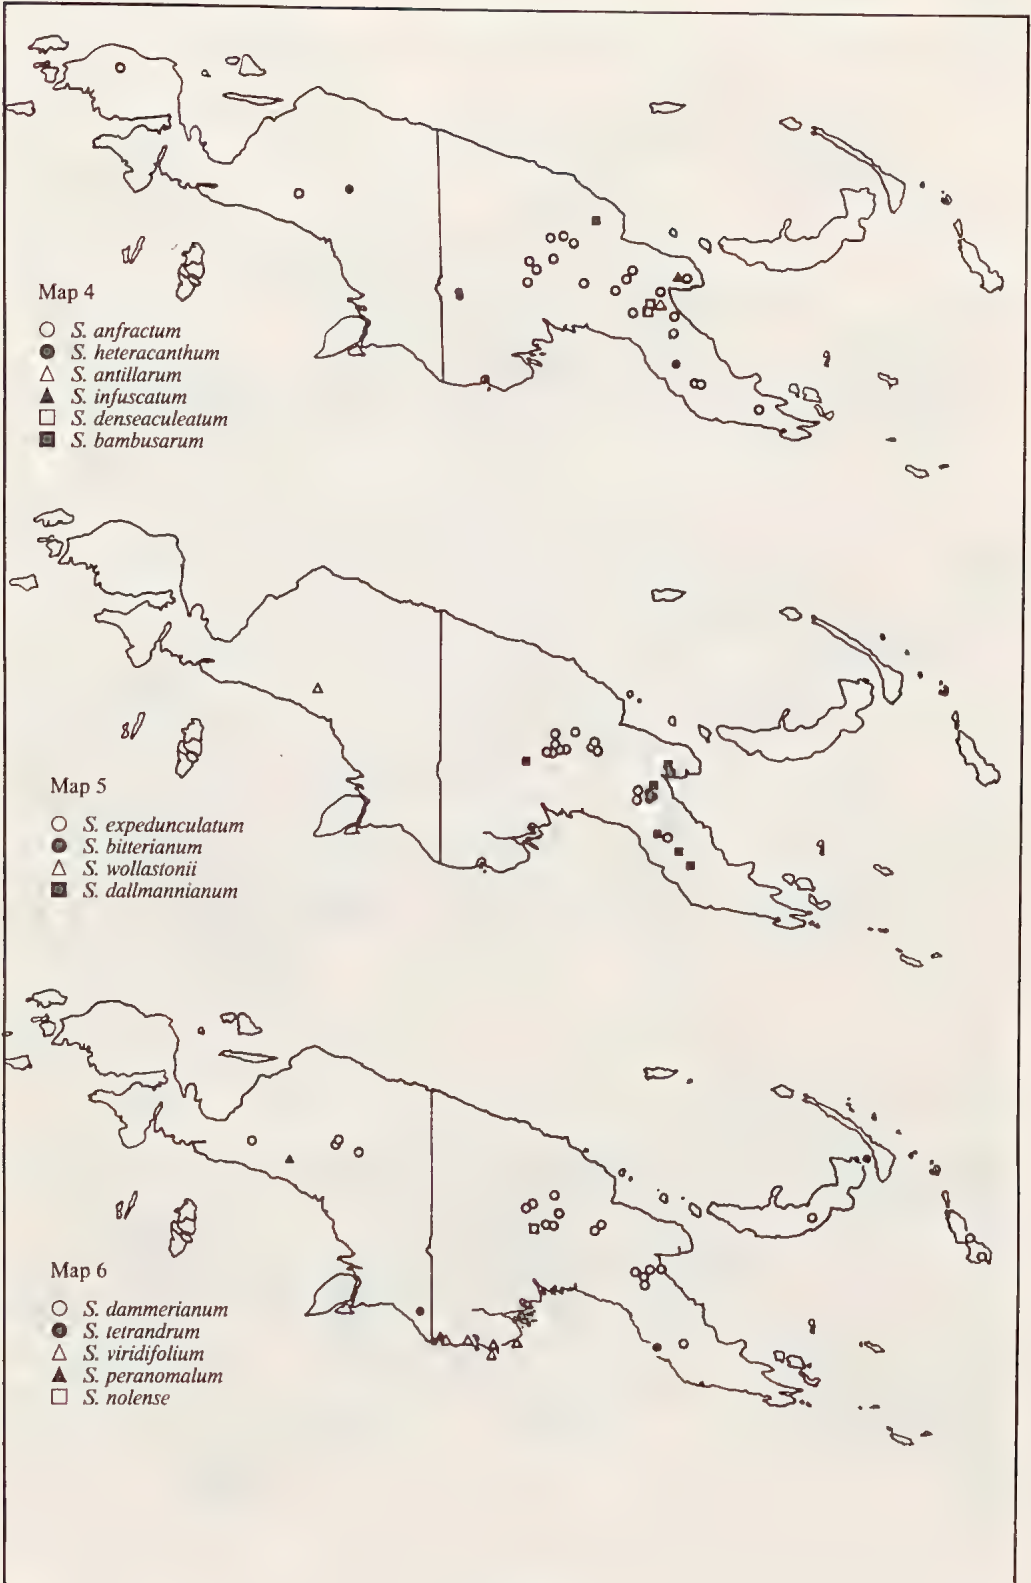 Map 4
S. anfractum
S. heteracanthum
S. antillarum
S. infuscatum
S. denseaculeatum
S. bambusarum
Map 5
S. expedunculatum
S. bitterianum
S. wollastonii
S. dallmannianum
Map 6
S. dammerianum
S. tetrandrum
S. viridifolium
S. peranomalum
S. nolense